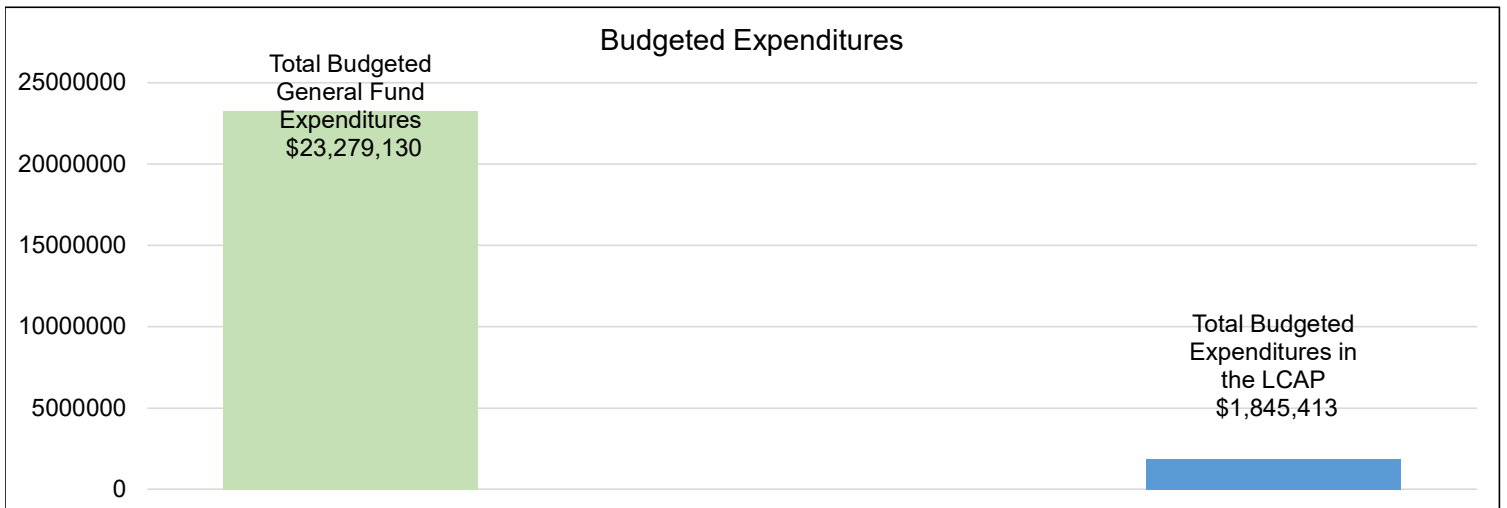 Budgeted Expenditures
Total Budgeted
General Fund
Expenditures
$23,279,130
25000000
20000000
15000000
10000000
5000000
0
Total Budgeted
Expenditures in
the LCAP
$1,845,413